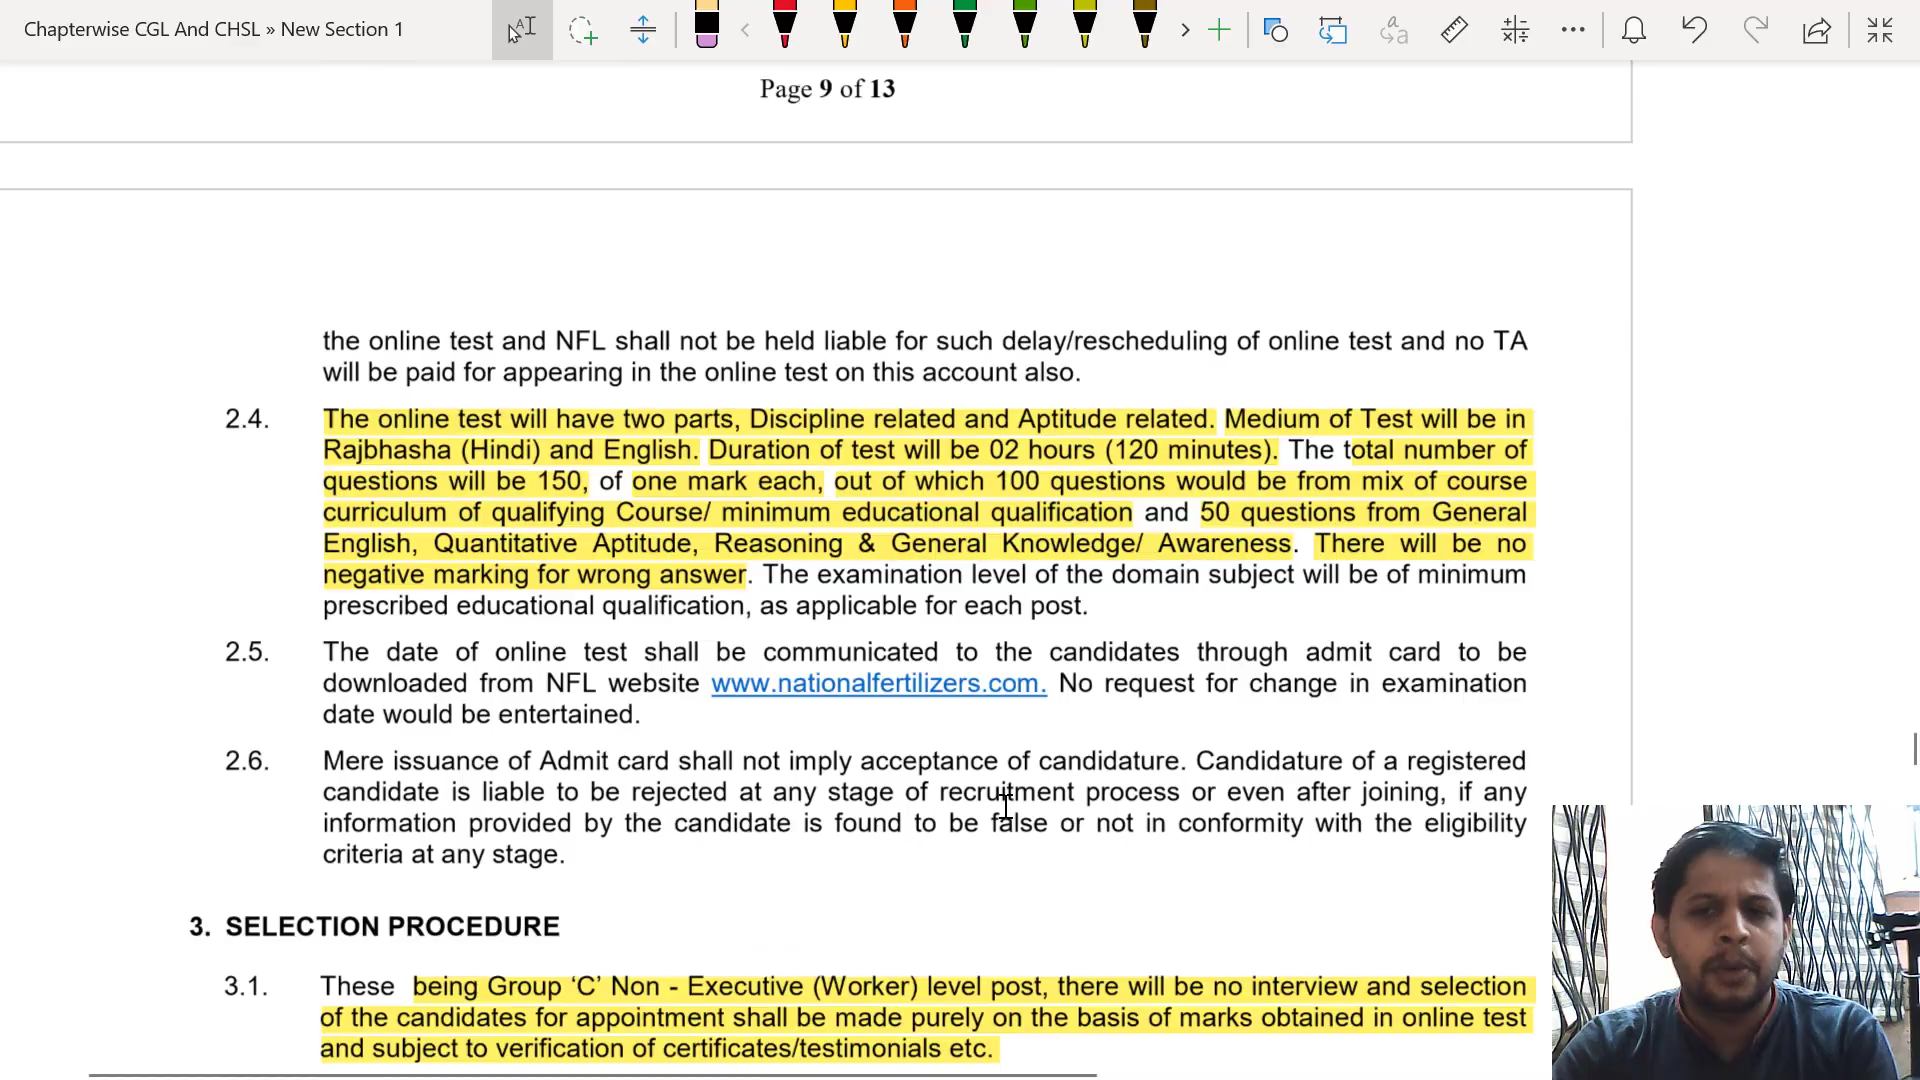 Chapterwise CGL And CHSL » New Section 1
Page 9 of 13
the online test and NFL shall not be held liable for such delay/rescheduling of online test and no TA
will be paid for appearing in the online test on this account also.
2.4. The online test will have two parts, Discipline related and Aptitude related. Medium of Test will be in
Rajbhasha (Hindi) and English. Duration of test will be 02 hours (120 minutes). The total number of
questions will be 150, of one mark each, out of which 100 questions would be from mix of course
curriculum of qualifying Course/ minimum educational qualification and 50 questions from General
English, Quantitative Aptitude, Reasoning & General Knowledge/ Awareness. There will be no
negative marking for wrong answer. The examination level of the domain subject will be of minimum
prescribed educational qualification, as applicable for each post.
2.5. The date of online test shall be communicated to the candidates through admit card to be
downloaded from NFL website www.nationalfertilizers.com. No request for change in examination
date would be entertained.
2.6. Mere issuance of Admit card shall not imply acceptance of candidature. Candidature of a registered
candidate is liable to be rejected at any stage of recruitment process or even after joining, if any
information provided by the candidate is found to be false or not in conformity with the eligibility
criteria at any stage.
3. SELECTION PROCEDURE
3.1. These being Group ‘C’ Non - Executive (Worker) level post, there will be no interview and selection
of the candidates for appointment shall be made purely on the basis of marks obtained in online test
and subject to verification of certificates/testimonials etc.